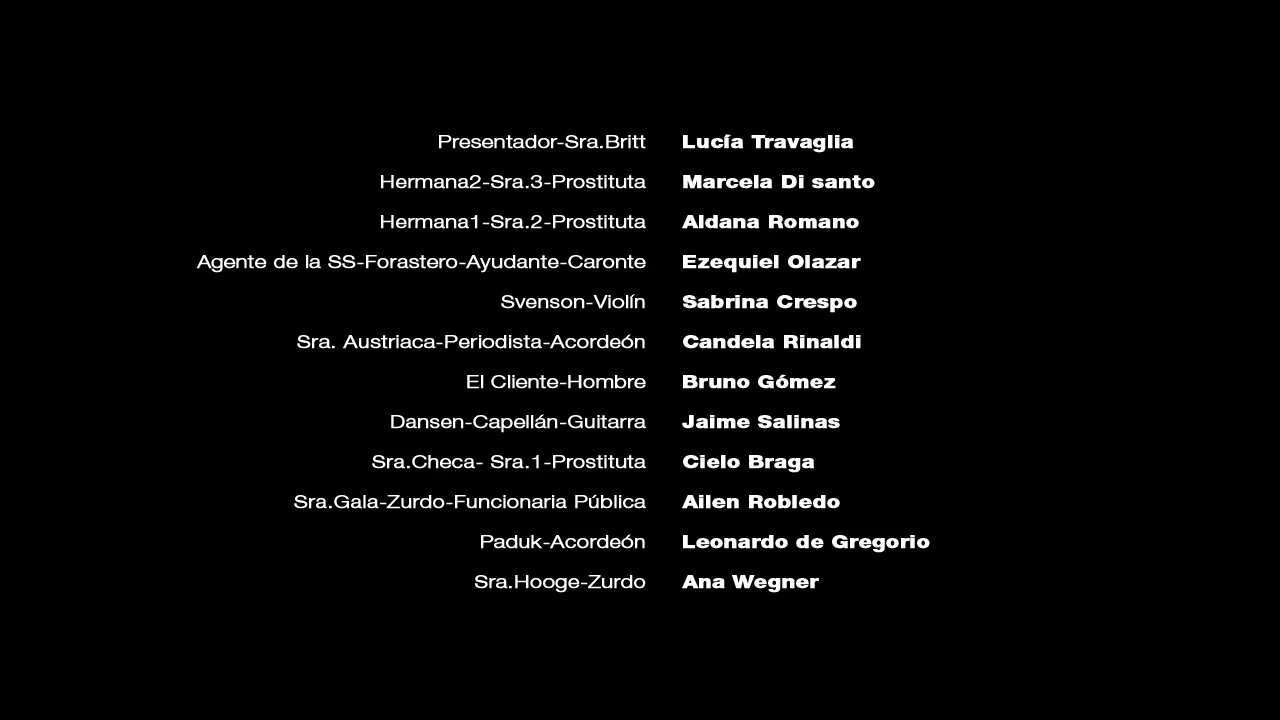 Presentador-Sra.Britt Lucía Travaglia
Hermana2-Sra.3-Prostituta Marcela Di santo
Hermana1-Sra.2-Prostituta Aldana Romano
Agente de la SS-Forastero-Ayudante-Caronte Ezequiel Olazar
Svenson-Violín Sabrina Crespo
Sra. Austriaca-Periodista-Acordeón Candela Rinaldi
El Cliente-Hombre Bruno Gómez
Dansen-Capellán-Guitarra Jaime Salinas
Sra.Checa- Sra.1-Prostituta Cielo Braga
Sra.Gala-Zurdo-Funcionaria Pública Ailen Robledo
Paduk-Acordeón Leonardo de Gregorio
Sra.Hooge-Zurdo Ana Wegner